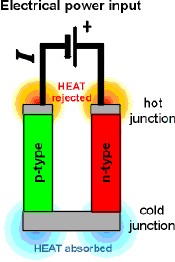 Electrical power input
+
I
HEAT
rejected
hot
junction
p-type
n-type
cold
junction
HEAT absorbed